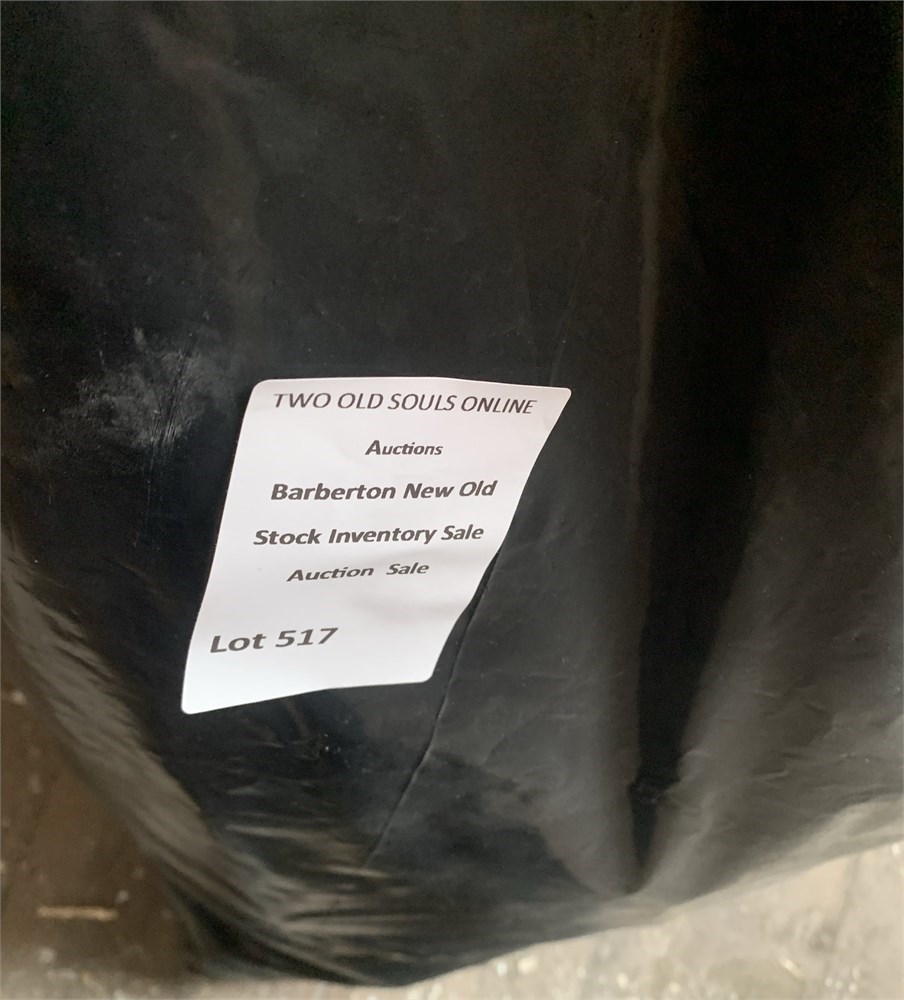 TWO OLD SOULS ONLINE
Auctions
Barberton New Old
Stock Inventory Sale
Auction Sale
Lot 517